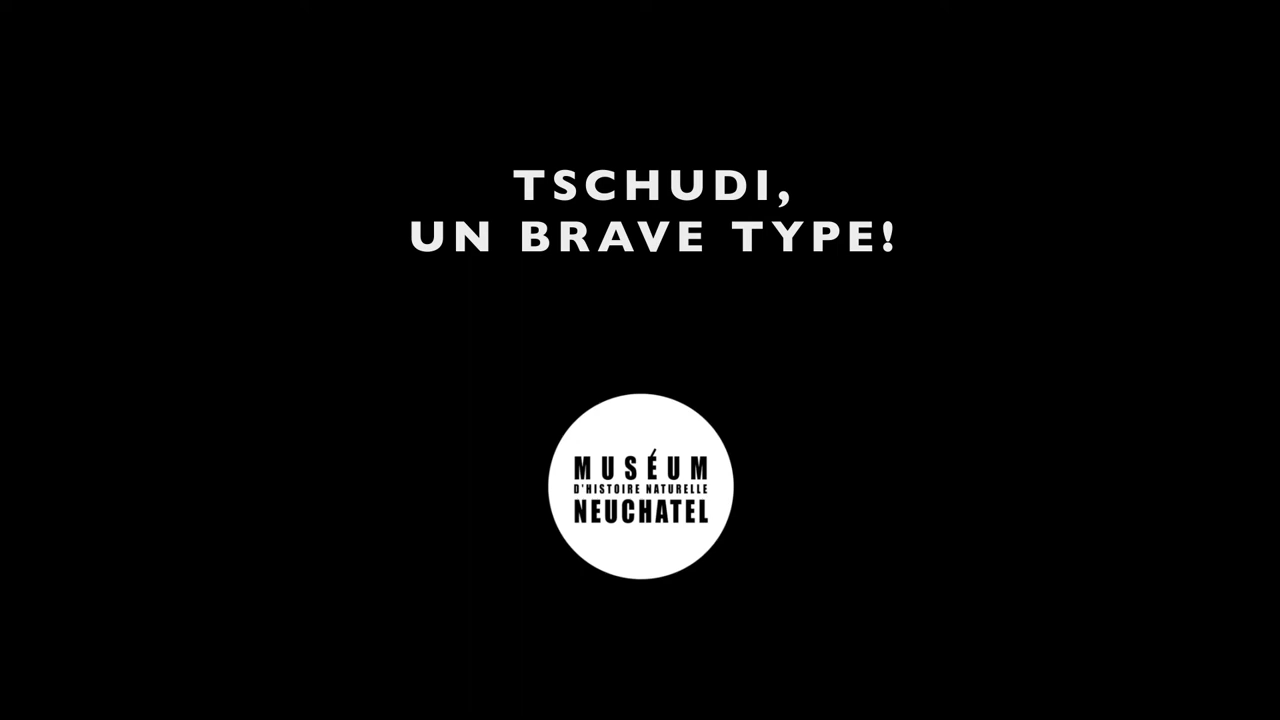 TSCHUDI,
UN BRAVE TYPE!
MUSÉUM
D'HISTOIRE NATURELLE
NEUCHATEL